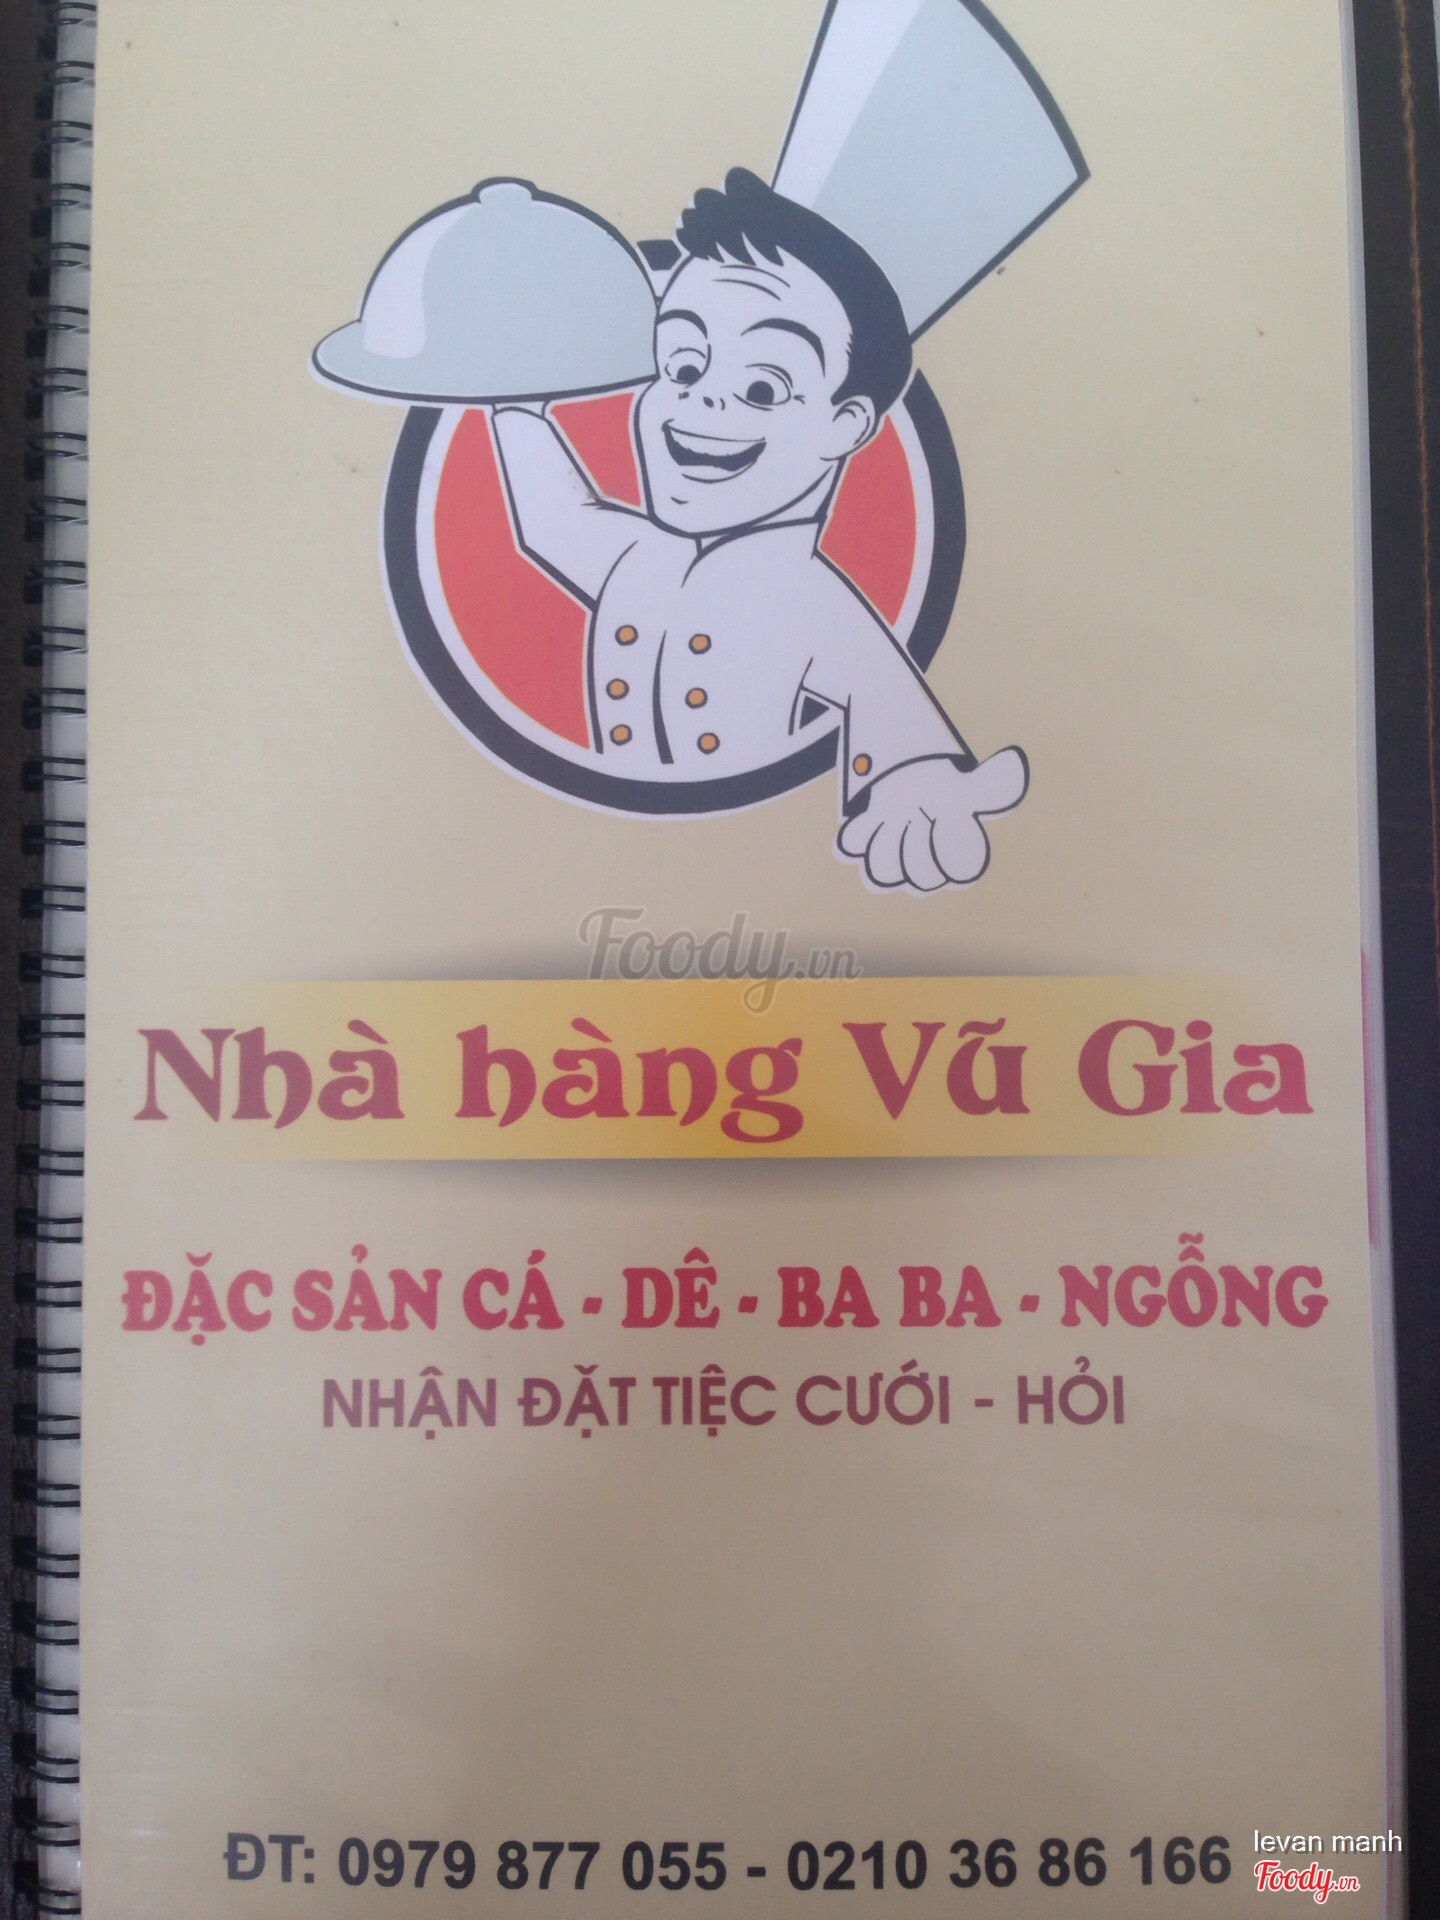 Foody.vn
Nhà hàng Vũ Gia
ĐẶC SẢN CÁ - DÊ - BA BA - NGỖNG
NHẬN ĐẶT TIỆC CƯỚI - HỎI
ĐT: 0979 877 055 - 0210 36 86 166
levan manh
Foody.vn